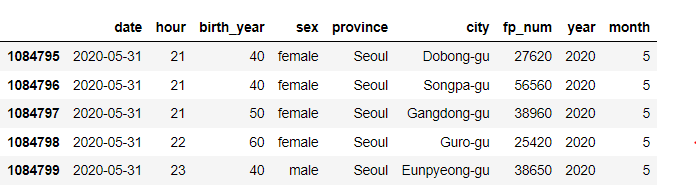 date hour birth_year sex province city fp_num year month
1084795 2020-05-31 21 40 female Seoul Dobong-gu 27620 2020 5
1084796 2020-05-31 21 40 female Seoul Songpa-gu 56560 2020 5
1084797 2020-05-31 21 50 female Seoul Gangdong-gu 38960 2020 5
1084798 2020-05-31 22 60 female Seoul Guro-gu 25420 2020 5
1084799 2020-05-31 23 40 male Seoul Eunpyeong-gu 38650 2020 5